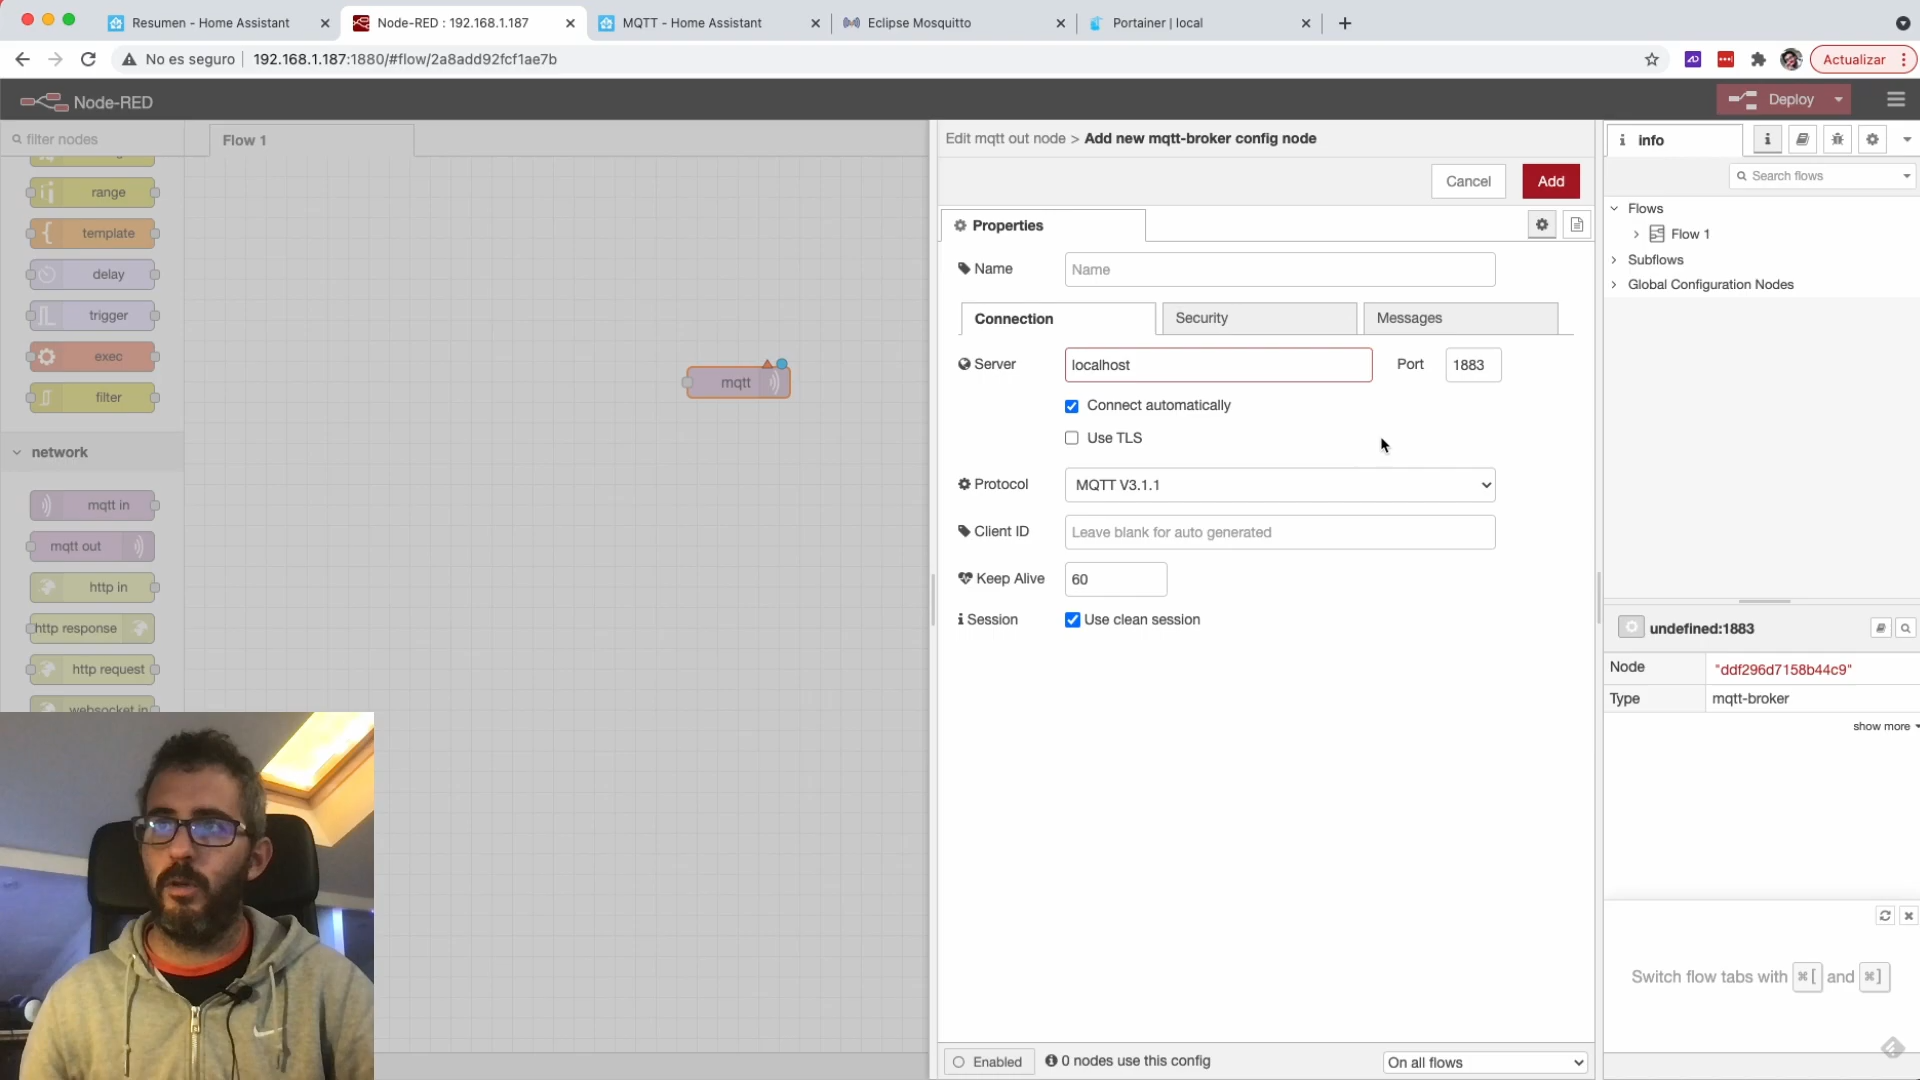 Resumen - Home Assistant
Node-RED : 192.168.1.187
MQTT - Home Assistant
Eclipse Mosquitto
Portainer | local
No es seguro
192.168.1.187:1880/#flow/2a8add92fcf1ae7b
Actualizar
Node-RED
Deploy
filter nodes
Flow 1
Edit mqtt out node > Add new mqtt-broker config node
info
Cancel
Add
Search flows
range
Properties
Flows
template
Flow 1
Name
Name
Subflows
delay
Global Configuration Nodes
trigger
Connection
Security
Messages
exec
Server
localhost
Port
1883
mqtt
filter
Connect automatically
Use TLS
network
Protocol
MQTT V3.1.1
mqtt in
Client ID
Leave blank for auto generated
mqtt out
http in
Keep Alive
60
http response
Session
Use clean session
undefined:1883
http request
Node
"ddf296d7158b44c9"
websocket in
Type
mqtt-broker
show more
Switch flow tabs with ⌘[ and ⌘]
Enabled
0 nodes use this config
On all flows